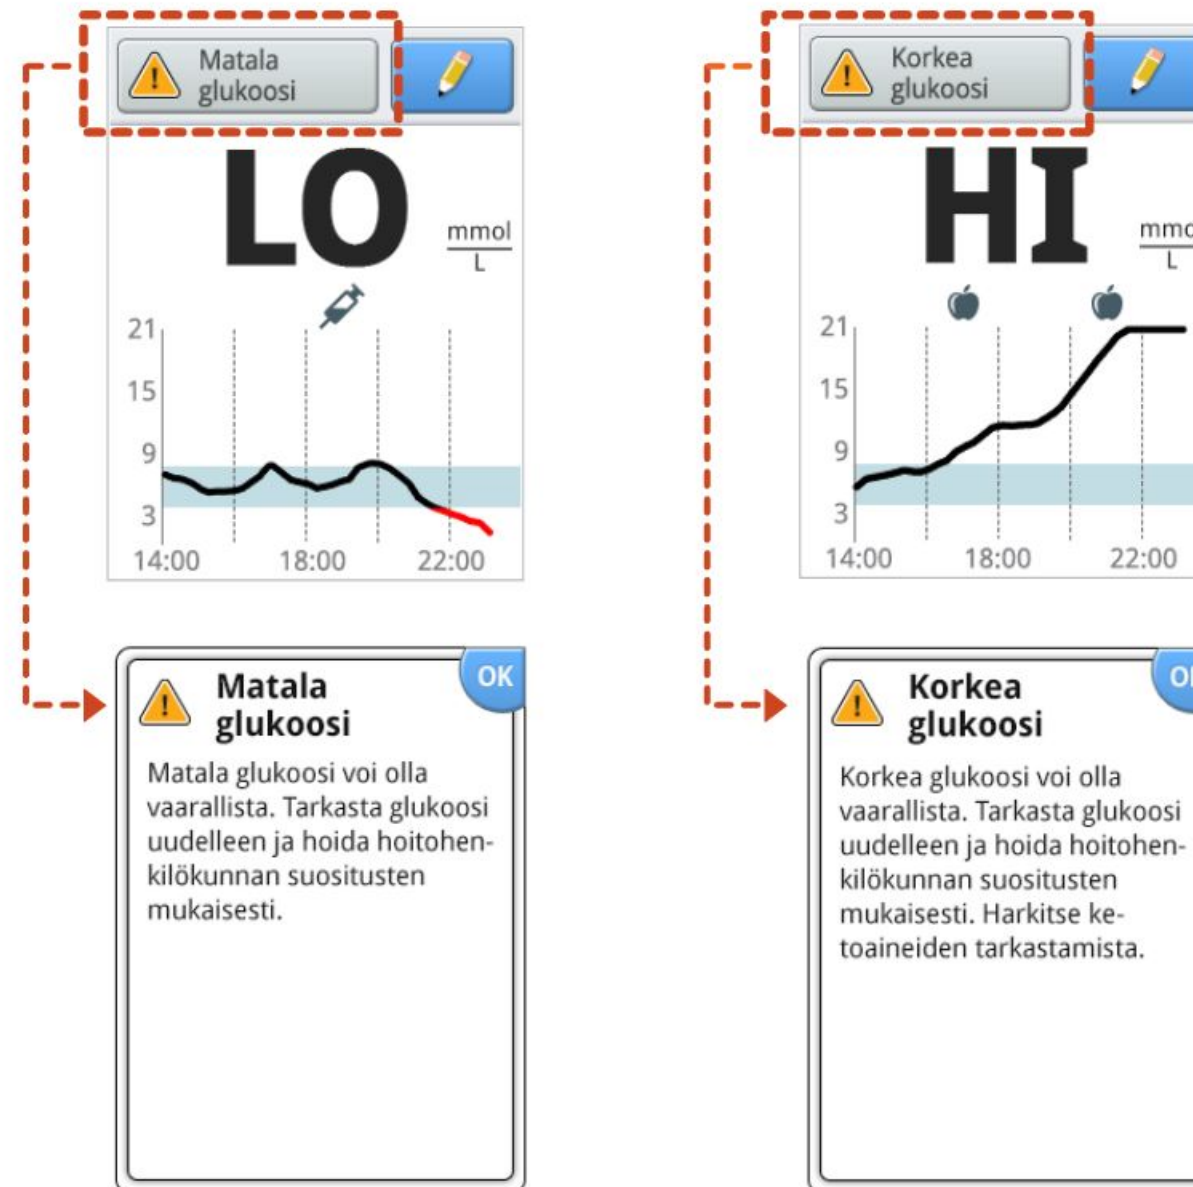 Matala
glukoosi
LO
mmol
L
21
15
9
3
14:00
18:00
22:00
OK
Matala
glukoosi
Matala glukoosi voi olla
vaarallista. Tarkasta glukoosi
uudelleen ja hoida hoitohen-
kilökunnan suositusten
mukaisesti.
Korkea
glukoosi
HI
L
21
15
9
3
14:00
18:00
22:00
Korkea
glukoosi
Korkea glukoosi voi olla
vaarallista. Tarkasta glukoosi
uudelleen ja hoida hoitohen-
kilökunnan suositusten
mukaisesti. Harkitse ke-
toaineiden tarkastamista.